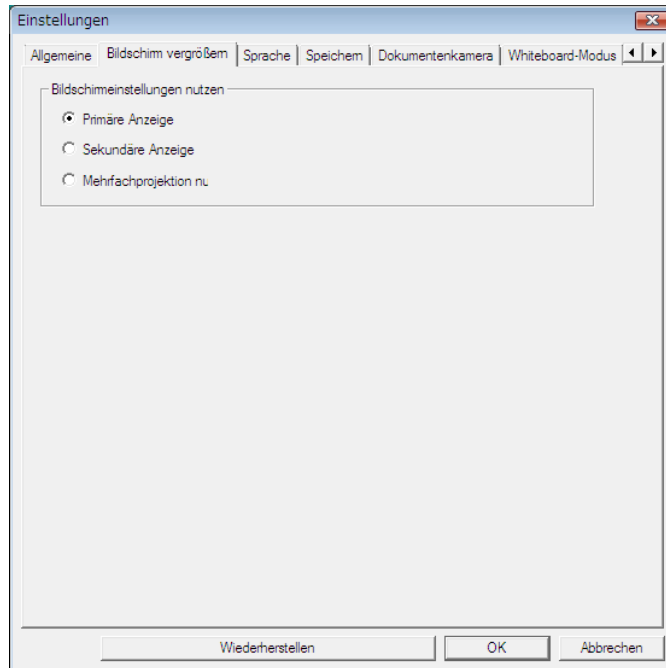 Einstellungen
Allgemeine Bildschirm vergrößern Sprache Speichern Dokumentenkamera Whiteboard-Modus
Bildschirmeinstellungen nutzen
Primäre Anzeige
Sekundäre Anzeige
Mehrfachprojektion nu
Wiederherstellen OK Abbrechen